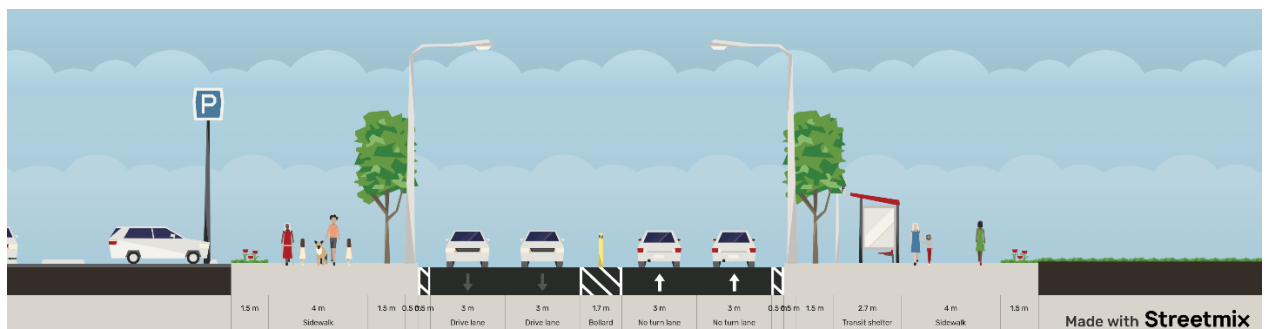 P
1.5 m
4 m
Sidewalk
1.5 m
0.5 m
0.5 m
3 m
Drive lane
3 m
Drive lane
1.7 m
Bollard
3 m
No turn lane
3 m
No turn lane
0.5 m
0.5 m
1.5 m
2.7 m
Transit shelter
4 m
Sidewalk
1.5 m
Made with Streetmix